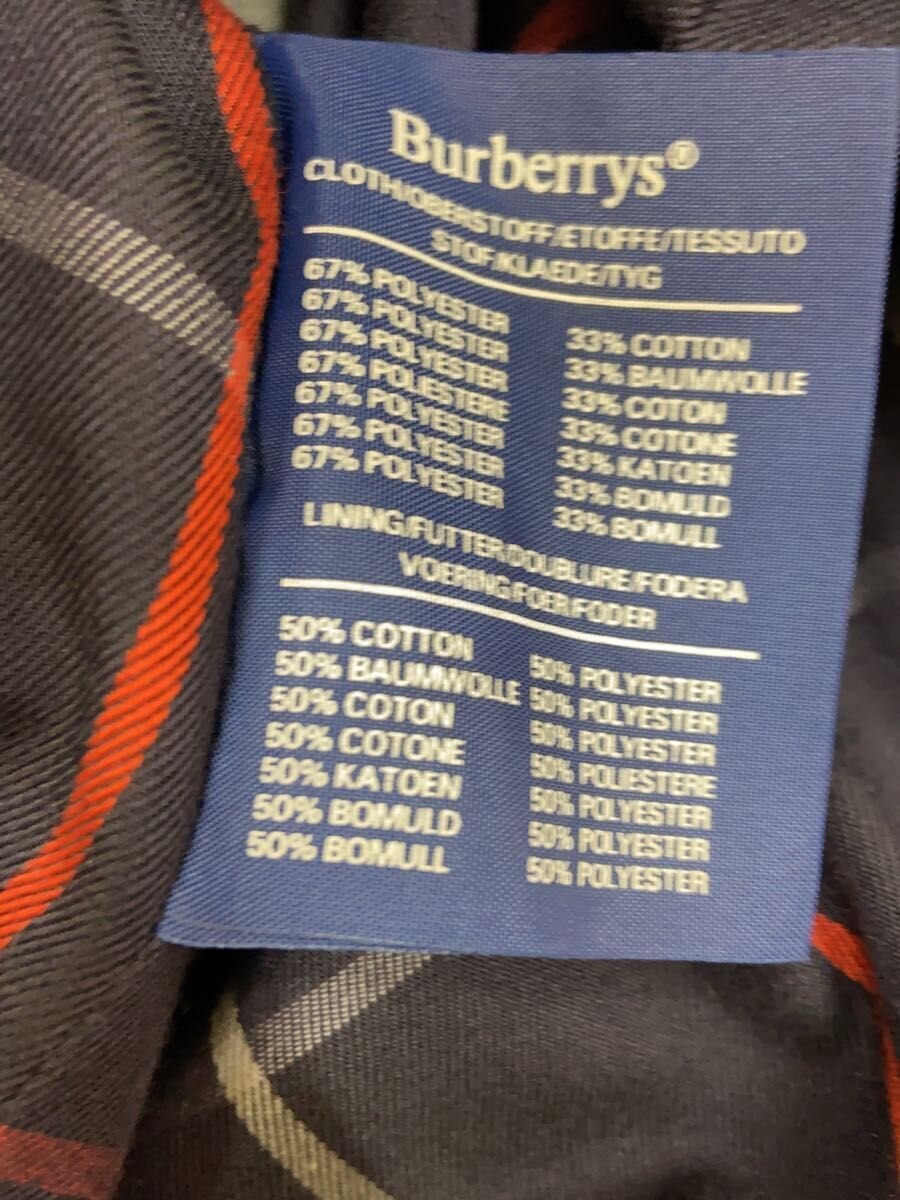 Burberrys®
CLOTH/OBERSTOFF/ETOFFE/TESSUTO
STOF/KLAEDE/TYG
67% POLYESTER 33% COTTON
67% POLYESTER 33% BAUMWOLLE
67% POLYESTER 33% COTON
67% POLIESTERE 33% COTONE
67% POLYESTER 33% KATOEN
67% POLYESTER 33% BOMULD
67% POLYESTER 33% BOMULL
LINING/FUTTER/DOUBLURE/FODERA
VOERING/FOER/FODER
50% COTTON 50% POLYESTER
50% BAUMWOLLE 50% POLYESTER
50% COTON 50% POLYESTER
50% COTONE 50% POLIESTERE
50% KATOEN 50% POLYESTER
50% BOMULD 50% POLYESTER
50% BOMULL 50% POLYESTER